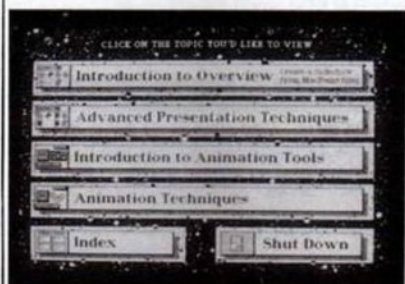 CLICK ON THE TOPIC YOU'D LIKE TO VIEW
Introduction to Overview
Advanced Presentation Techniques
Introduction to Animation Tools
Animation Techniques
Index
Shut Down